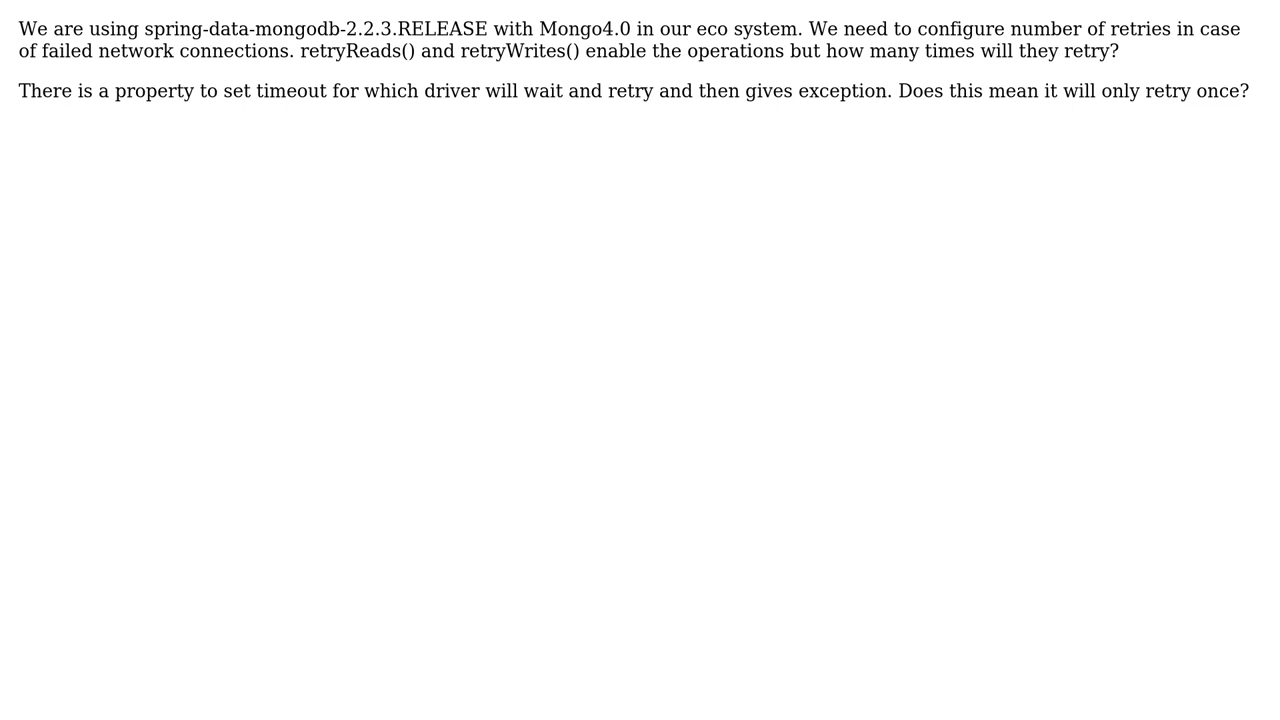 We are using spring-data-mongodb-2.2.3.RELEASE with Mongo4.0 in our eco system. We need to configure number of retries in case
of failed network connections. retryReads() and retryWrites() enable the operations but how many times will they retry?
There is a property to set timeout for which driver will wait and retry and then gives exception. Does this mean it will only retry once?